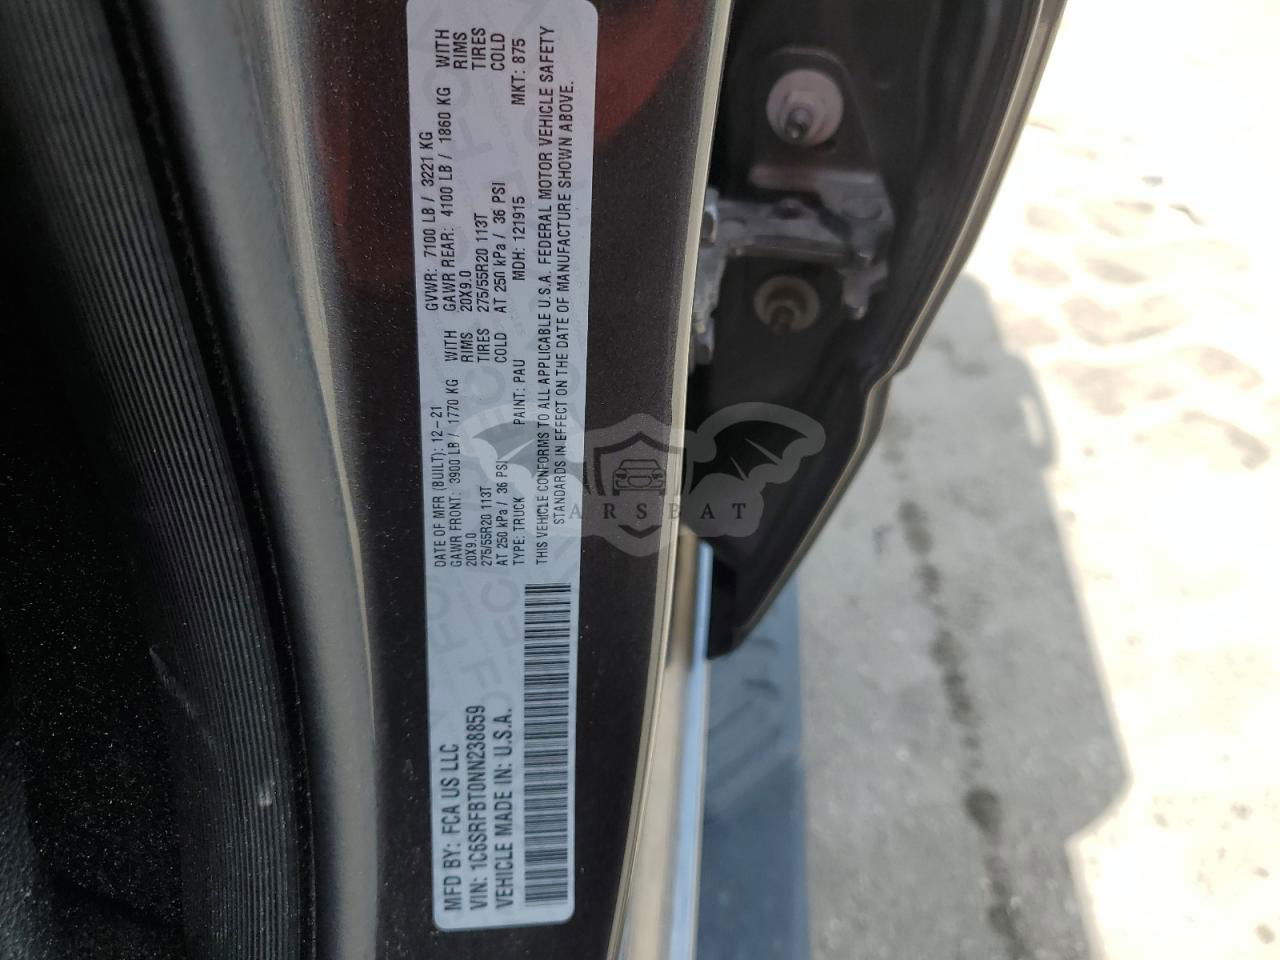 MFD BY: FCA US LLC
DATE OF MFR (BUILT): 12-21
GVWR: 7100 LB / 3221 KG
GAWR FRONT: 3900 LB / 1770 KG WITH
20X9.0 RIMS
275/55R20 113T TIRES
AT 250 kPa / 36 PSI COLD
GAWR REAR: 4100 LB / 1860 KG WITH
20X9.0 RIMS
275/55R20 113T TIRES
AT 250 kPa / 36 PSI COLD
VIN: 1C6SRFBT0NN238859
TYPE: TRUCK PAINT: PAU MDH: 121915 MKT: 875
VEHICLE MADE IN: U.S.A.
THIS VEHICLE CONFORMS TO ALL APPLICABLE U.S.A. FEDERAL MOTOR VEHICLE SAFETY
STANDARDS IN EFFECT ON THE DATE OF MANUFACTURE SHOWN ABOVE.